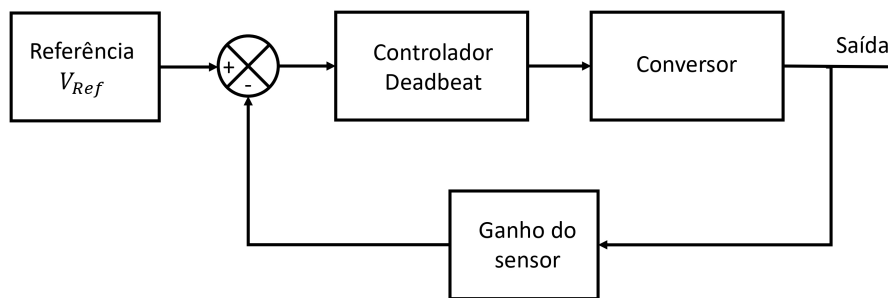 Referência
V_Ref
+
-
Controlador
Deadbeat
Conversor
Saída
Ganho do
sensor